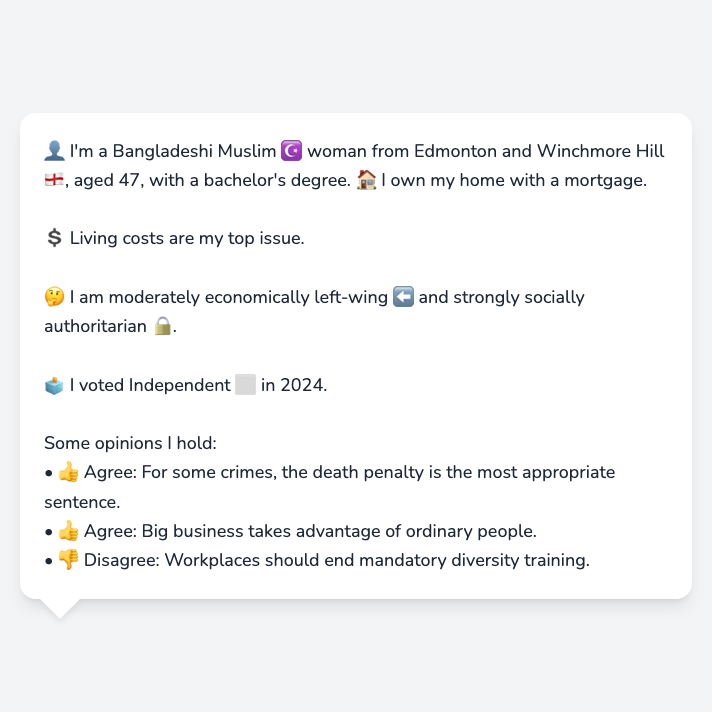 👤 I'm a Bangladeshi Muslim ☪️ woman from Edmonton and Winchmore Hill
🏴󠁧󠁢󠁥󠁮󠁧󠁿, aged 47, with a bachelor's degree. 🏠 I own my home with a mortgage.
💲 Living costs are my top issue.
🤔 I am moderately economically left-wing ⬅️ and strongly socially
authoritarian 🔒.
🗳️ I voted Independent ⬜ in 2024.
Some opinions I hold:
• 👍 Agree: For some crimes, the death penalty is the most appropriate
sentence.
• 👍 Agree: Big business takes advantage of ordinary people.
• 👎 Disagree: Workplaces should end mandatory diversity training.